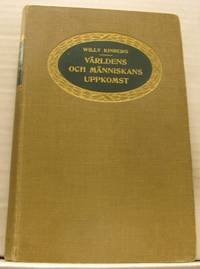 WILLY KINBERG
VÄRLDENS
OCH MÄNNISKANS
UPPKOMST